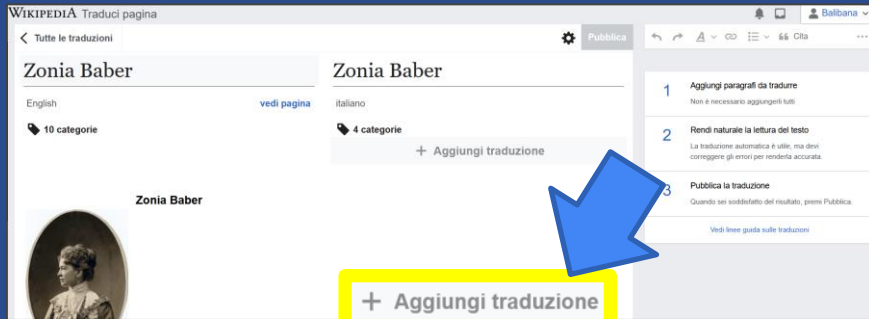 WIKIPEDIA Traduci pagina
Balibana
Tutte le traduzioni
Pubblica
Cita
Zonia Baber
English
vedi pagina
10 categorie
Zonia Baber
Zonia Baber
italiano
4 categorie
+ Aggiungi traduzione
+ Aggiungi traduzione
1
Aggiungi paragrafi da tradurre
Non è necessario aggiungerli tutti
2
Rendi naturale la lettura del testo
La traduzione automatica è utile, ma devi
correggere gli errori per renderla accurata.
3
Pubblica la traduzione
Quando sei soddisfatto del risultato, premi Pubblica.
Vedi linee guida sulle traduzioni